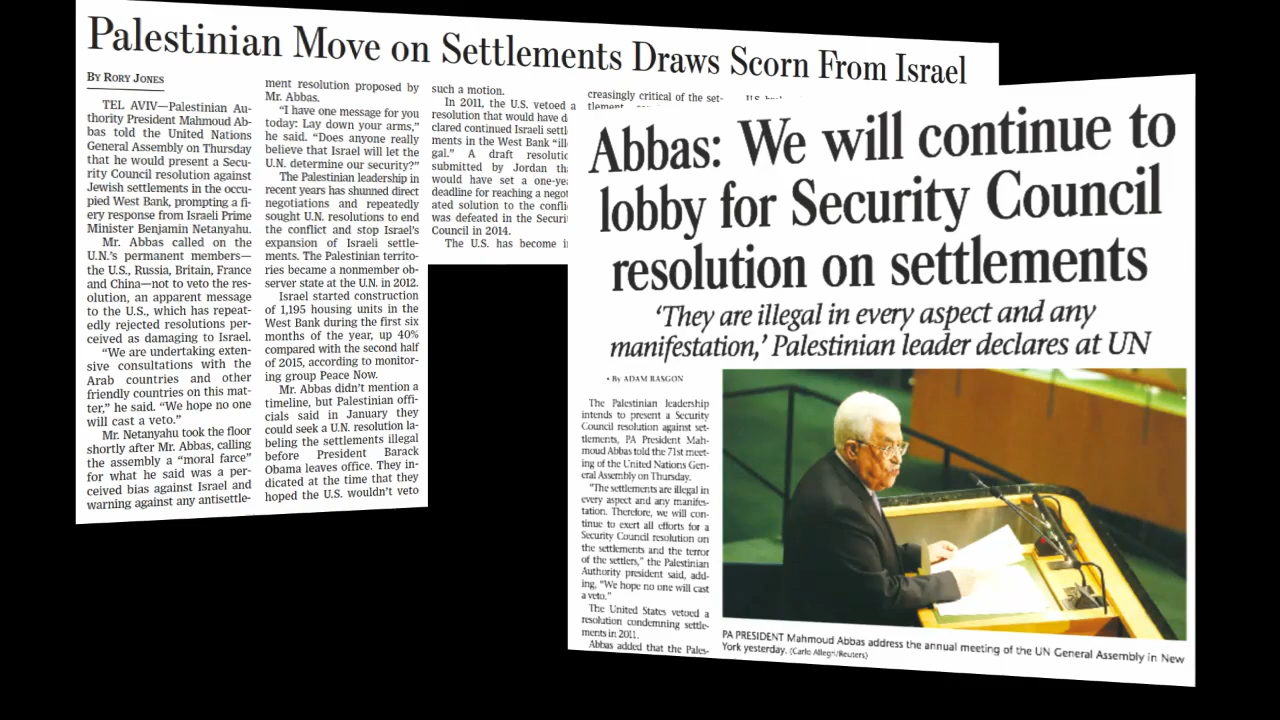 Palestinian Move on Settlements Draws Scorn From Israel
BY RORY JONES
TEL AVIV—Palestinian Au-
thority President Mahmoud Ab-
bas told the United Nations
General Assembly on Thursday
that he would present a Secu-
rity Council resolution against
Jewish settlements in the occu-
pied West Bank, prompting a fi-
ery response from Israeli Prime
Minister Benjamin Netanyahu.
Mr. Abbas called on the
U.N.'s permanent members—
the U.S., Russia, Britain, France
and China—not to veto the res-
olution, an apparent message
to the U.S., which has repeat-
edly rejected resolutions per-
ceived as damaging to Israel.
“We are undertaking exten-
sive consultations with the
Arab countries and other
friendly countries on this mat-
ter,” he said. “We hope no one
will cast a veto.”
Mr. Netanyahu took the floor
shortly after Mr. Abbas, calling
the assembly a “moral farce”
for what he said was a per-
ceived bias against Israel and
warning against any antisettle-
ment resolution proposed by
Mr. Abbas.
“I have one message for you
today: Lay down your arms,”
he said. “Does anyone really
believe that Israel will let the
U.N. determine our security?”
The Palestinian leadership in
recent years has shunned direct
negotiations and repeatedly
sought U.N. resolutions to end
the conflict and stop Israel's
expansion of Israeli settle-
ments. The Palestinian territo-
ries became a nonmember ob-
server state at the U.N. in 2012.
Israel started construction
of 1,195 housing units in the
West Bank during the first six
months of the year, up 40%
compared with the second half
of 2015, according to monitor-
ing group Peace Now.
Mr. Abbas didn't mention a
timeline, but Palestinian offi-
cials said in January they
could seek a U.N. resolution la-
beling the settlements illegal
before President Barack
Obama leaves office. They in-
dicated at the time that they
hoped the U.S. wouldn't veto
such a motion.
In 2011, the U.S. vetoed a
resolution that would have de
clared continued Israeli settl
ments in the West Bank “ill
gal.” A draft resolutio
submitted by Jordan th
would have set a one-yea
deadline for reaching a negot
ated solution to the confli
was defeated in the Securit
Council in 2014.
The U.S. has become i
creasingly critical of the set-
Abbas: We will continue to
lobby for Security Council
resolution on settlements
‘They are illegal in every aspect and any
manifestation,’ Palestinian leader declares at UN
• By ADAM RASGON
The Palestinian leadership
intends to present a Security
Council resolution against set-
tlements, PA President Mah-
moud Abbas told the 71st meet-
ing of the United Nations Gen-
eral Assembly on Thursday.
“The settlements are illegal in
every aspect and any manifes-
tation. Therefore, we will con-
tinue to exert all efforts for a
Security Council resolution on
the settlements and the terror
of the settlers,” the Palestinian
Authority president said, add-
ing, “We hope no one will cast
a veto.”
The United States vetoed a
resolution condemning settle-
ments in 2011.
Abbas added that the Pales-
PA PRESIDENT Mahmoud Abbas address the annual meeting of the UN General Assembly in New
York yesterday. (Carlo Allegri/Reuters)